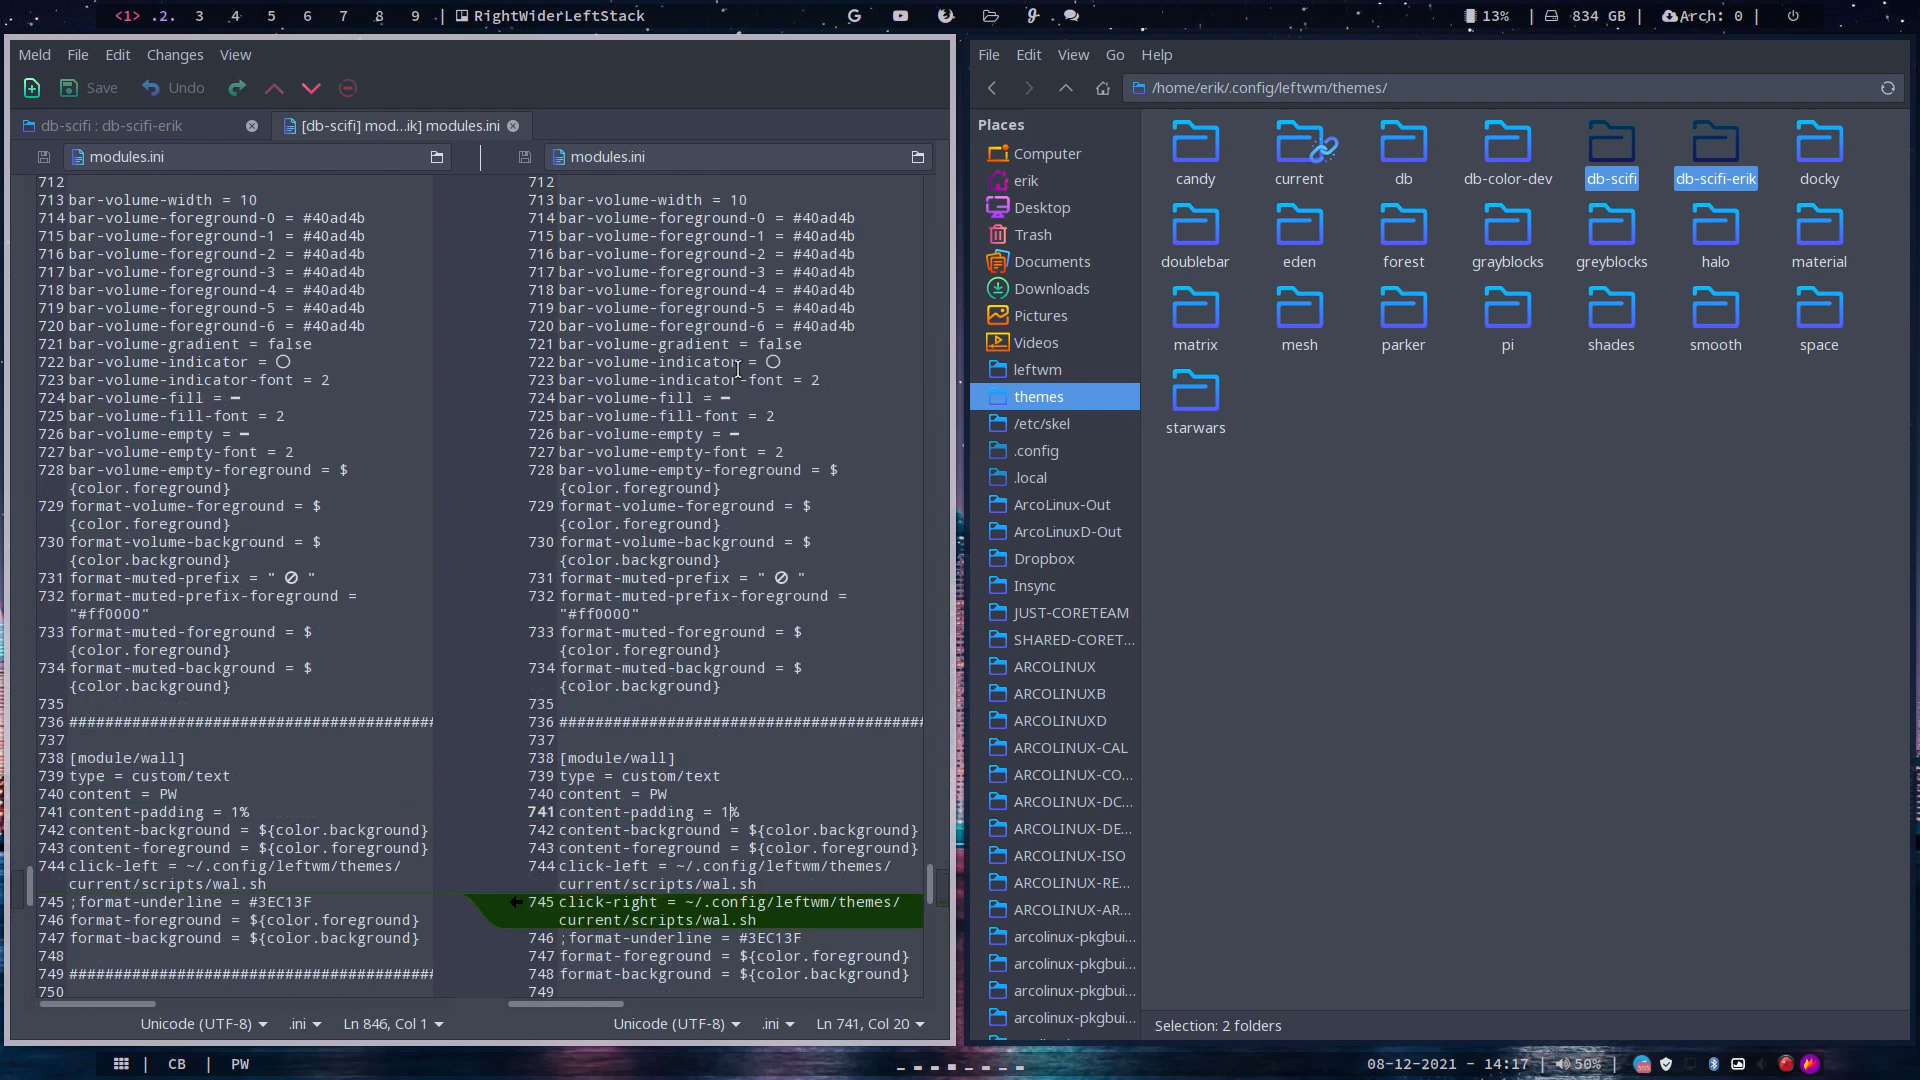 <1> .2. 3 4 5 6 7 8 9 | RightWiderLeftStack
13% | 834 GB | Arch: 0 |
Meld File Edit Changes View
Save Undo
db-scifi : db-scifi-erik
[db-scifi] mod...ik] modules.ini
modules.ini
modules.ini
712
713 bar-volume-width = 10
714 bar-volume-foreground-0 = #40ad4b
715 bar-volume-foreground-1 = #40ad4b
716 bar-volume-foreground-2 = #40ad4b
717 bar-volume-foreground-3 = #40ad4b
718 bar-volume-foreground-4 = #40ad4b
719 bar-volume-foreground-5 = #40ad4b
720 bar-volume-foreground-6 = #40ad4b
721 bar-volume-gradient = false
722 bar-volume-indicator = ○
723 bar-volume-indicator-font = 2
724 bar-volume-fill = ━
725 bar-volume-fill-font = 2
726 bar-volume-empty = ━
727 bar-volume-empty-font = 2
728 bar-volume-empty-foreground = $
{color.foreground}
729 format-volume-foreground = $
{color.foreground}
730 format-volume-background = $
{color.background}
731 format-muted-prefix = " ⊘ "
732 format-muted-prefix-foreground =
"#ff0000"
733 format-muted-foreground = $
{color.foreground}
734 format-muted-background = $
{color.background}
735
736 #########################################
737
738 [module/wall]
739 type = custom/text
740 content = PW
741 content-padding = 1%
742 content-background = ${color.background}
743 content-foreground = ${color.foreground}
744 click-left = ~/.config/leftwm/themes/
current/scripts/wal.sh
745 ;format-underline = #3EC13F
746 format-foreground = ${color.foreground}
747 format-background = ${color.background}
748
749 #########################################
750
712
713 bar-volume-width = 10
714 bar-volume-foreground-0 = #40ad4b
715 bar-volume-foreground-1 = #40ad4b
716 bar-volume-foreground-2 = #40ad4b
717 bar-volume-foreground-3 = #40ad4b
718 bar-volume-foreground-4 = #40ad4b
719 bar-volume-foreground-5 = #40ad4b
720 bar-volume-foreground-6 = #40ad4b
721 bar-volume-gradient = false
722 bar-volume-indicator = ○
723 bar-volume-indicator-font = 2
724 bar-volume-fill = ━
725 bar-volume-fill-font = 2
726 bar-volume-empty = ━
727 bar-volume-empty-font = 2
728 bar-volume-empty-foreground = $
{color.foreground}
729 format-volume-foreground = $
{color.foreground}
730 format-volume-background = $
{color.background}
731 format-muted-prefix = " ⊘ "
732 format-muted-prefix-foreground =
"#ff0000"
733 format-muted-foreground = $
{color.foreground}
734 format-muted-background = $
{color.background}
735
736 #########################################
737
738 [module/wall]
739 type = custom/text
740 content = PW
741 content-padding = 1%
742 content-background = ${color.background}
743 content-foreground = ${color.foreground}
744 click-left = ~/.config/leftwm/themes/
current/scripts/wal.sh
745 click-right = ~/.config/leftwm/themes/
current/scripts/wal.sh
746 ;format-underline = #3EC13F
747 format-foreground = ${color.foreground}
748 format-background = ${color.background}
749
Unicode (UTF-8) .ini Ln 846, Col 1
Unicode (UTF-8) .ini Ln 741, Col 20
File Edit View Go Help
/home/erik/.config/leftwm/themes/
Places
Computer
erik
Desktop
Trash
Documents
Downloads
Pictures
Videos
leftwm
themes
/etc/skel
.config
.local
ArcoLinux-Out
ArcoLinuxD-Out
Dropbox
Insync
JUST-CORETEAM
SHARED-CORET...
ARCOLINUX
ARCOLINUXB
ARCOLINUXD
ARCOLINUX-CAL
ARCOLINUX-CO...
ARCOLINUX-DC...
ARCOLINUX-DE...
ARCOLINUX-ISO
ARCOLINUX-RE...
ARCOLINUX-AR...
arcolinux-pkgbui...
arcolinux-pkgbui...
arcolinux-pkgbui...
arcolinux-pkgbui...
candy current db db-color-dev db-scifi db-scifi-erik docky
doublebar eden forest grayblocks greyblocks halo material
matrix mesh parker pi shades smooth space
starwars
Selection: 2 folders
| CB | PW
08-12-2021 - 14:17 | 50% |